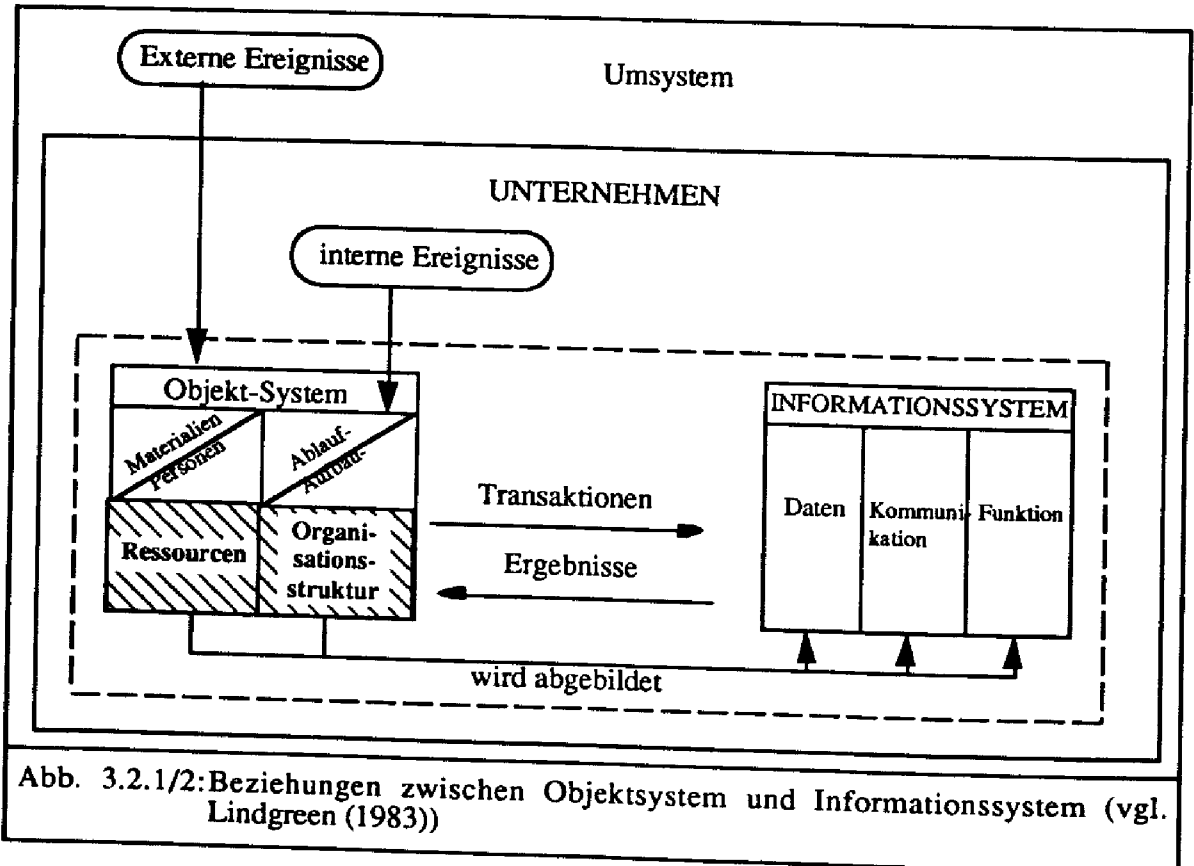 Externe Ereignisse
Umsystem
UNTERNEHMEN
interne Ereignisse
Objekt-System
Materialien
Personen
Ablauf-
Aufbau-
Ressourcen
Organi-
sations-
struktur
Transaktionen
Ergebnisse
INFORMATIONSSYSTEM
Daten
Kommuni-
kation
Funktion
wird abgebildet
Abb. 3.2.1/2: Beziehungen zwischen Objektsystem und Informationssystem (vgl.
Lindgreen (1983))